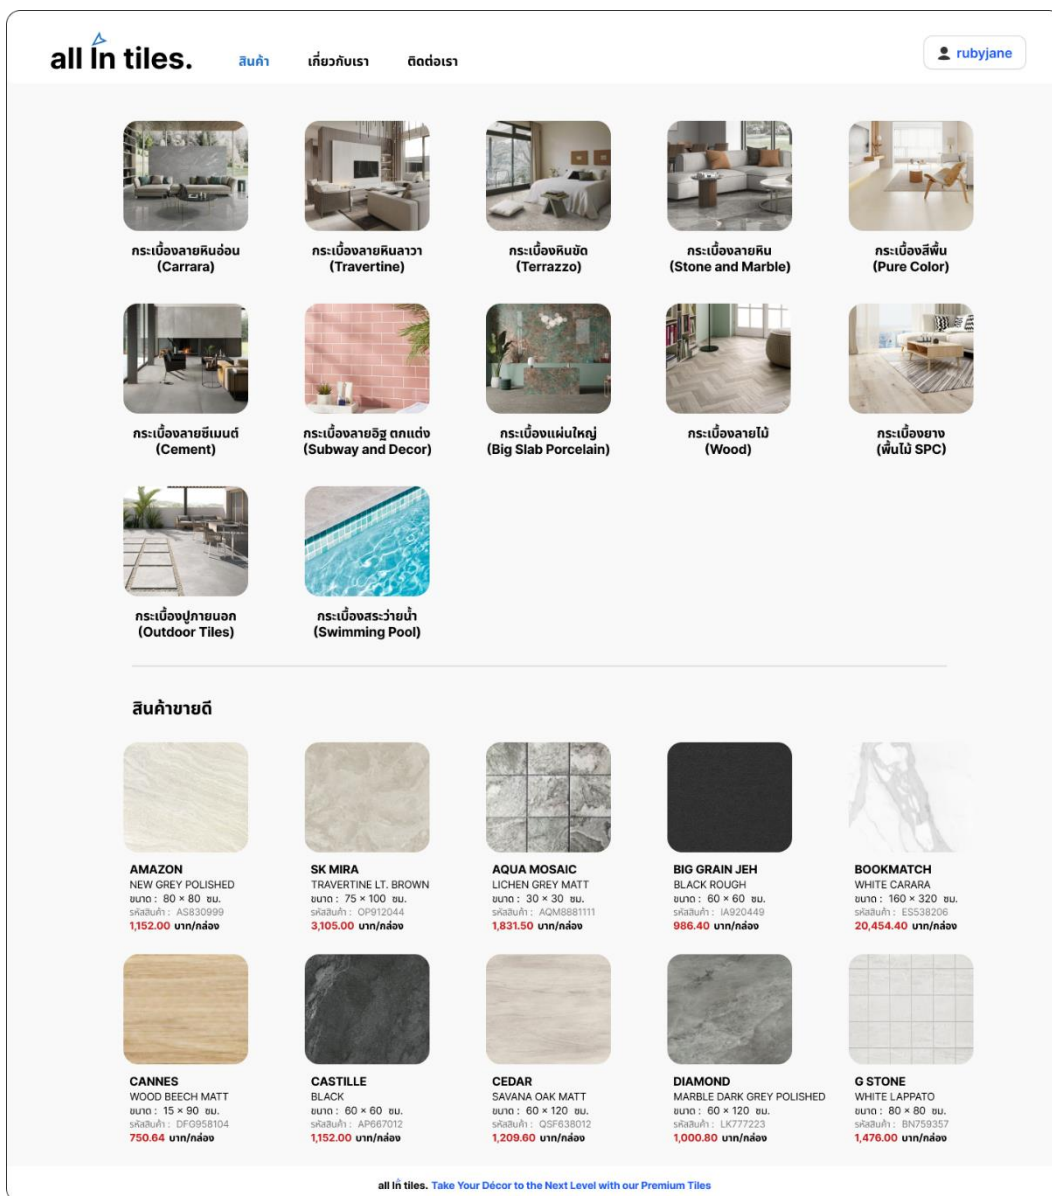 all in tiles.
สินค้า
เกี่ยวกับเรา
ติดต่อเรา
rubyjane
กระเบื้องลายหินอ่อน
(Carrara)
กระเบื้องลายหินลาวา
(Travertine)
กระเบื้องหินขัด
(Terrazzo)
กระเบื้องลายหิน
(Stone and Marble)
กระเบื้องสีพื้น
(Pure Color)
กระเบื้องลายซีเมนต์
(Cement)
กระเบื้องลายอิฐ ตกแต่ง
(Subway and Decor)
กระเบื้องแผ่นใหญ่
(Big Slab Porcelain)
กระเบื้องลายไม้
(Wood)
กระเบื้องยาง
(พื้นไม้ SPC)
กระเบื้องปูภายนอก
(Outdoor Tiles)
กระเบื้องสระว่ายน้ำ
(Swimming Pool)
สินค้าขายดี
AMAZON
NEW GREY POLISHED
ขนาด : 80 × 80 ซม.
รหัสสินค้า : AS830999
1,152.00 บาท/กล่อง
SK MIRA
TRAVERTINE LT. BROWN
ขนาด : 75 × 100 ซม.
รหัสสินค้า : OP912044
3,105.00 บาท/กล่อง
AQUA MOSAIC
LICHEN GREY MATT
ขนาด : 30 × 30 ซม.
รหัสสินค้า : AQM8881111
1,831.50 บาท/กล่อง
BIG GRAIN JEH
BLACK ROUGH
ขนาด : 60 × 60 ซม.
รหัสสินค้า : IA920449
986.40 บาท/กล่อง
BOOKMATCH
WHITE CARARA
ขนาด : 160 × 320 ซม.
รหัสสินค้า : ES538206
20,454.40 บาท/กล่อง
CANNES
WOOD BEECH MATT
ขนาด : 15 × 90 ซม.
รหัสสินค้า : DFG958104
750.64 บาท/กล่อง
CASTILLE
BLACK
ขนาด : 60 × 60 ซม.
รหัสสินค้า : AP667012
1,152.00 บาท/กล่อง
CEDAR
SAVANA OAK MATT
ขนาด : 60 × 120 ซม.
รหัสสินค้า : QSF638012
1,209.60 บาท/กล่อง
DIAMOND
MARBLE DARK GREY POLISHED
ขนาด : 60 × 120 ซม.
รหัสสินค้า : LK777223
1,000.80 บาท/กล่อง
G STONE
WHITE LAPPATO
ขนาด : 80 × 80 ซม.
รหัสสินค้า : BN759357
1,476.00 บาท/กล่อง
all in tiles. Take Your Décor to the Next Level with our Premium Tiles